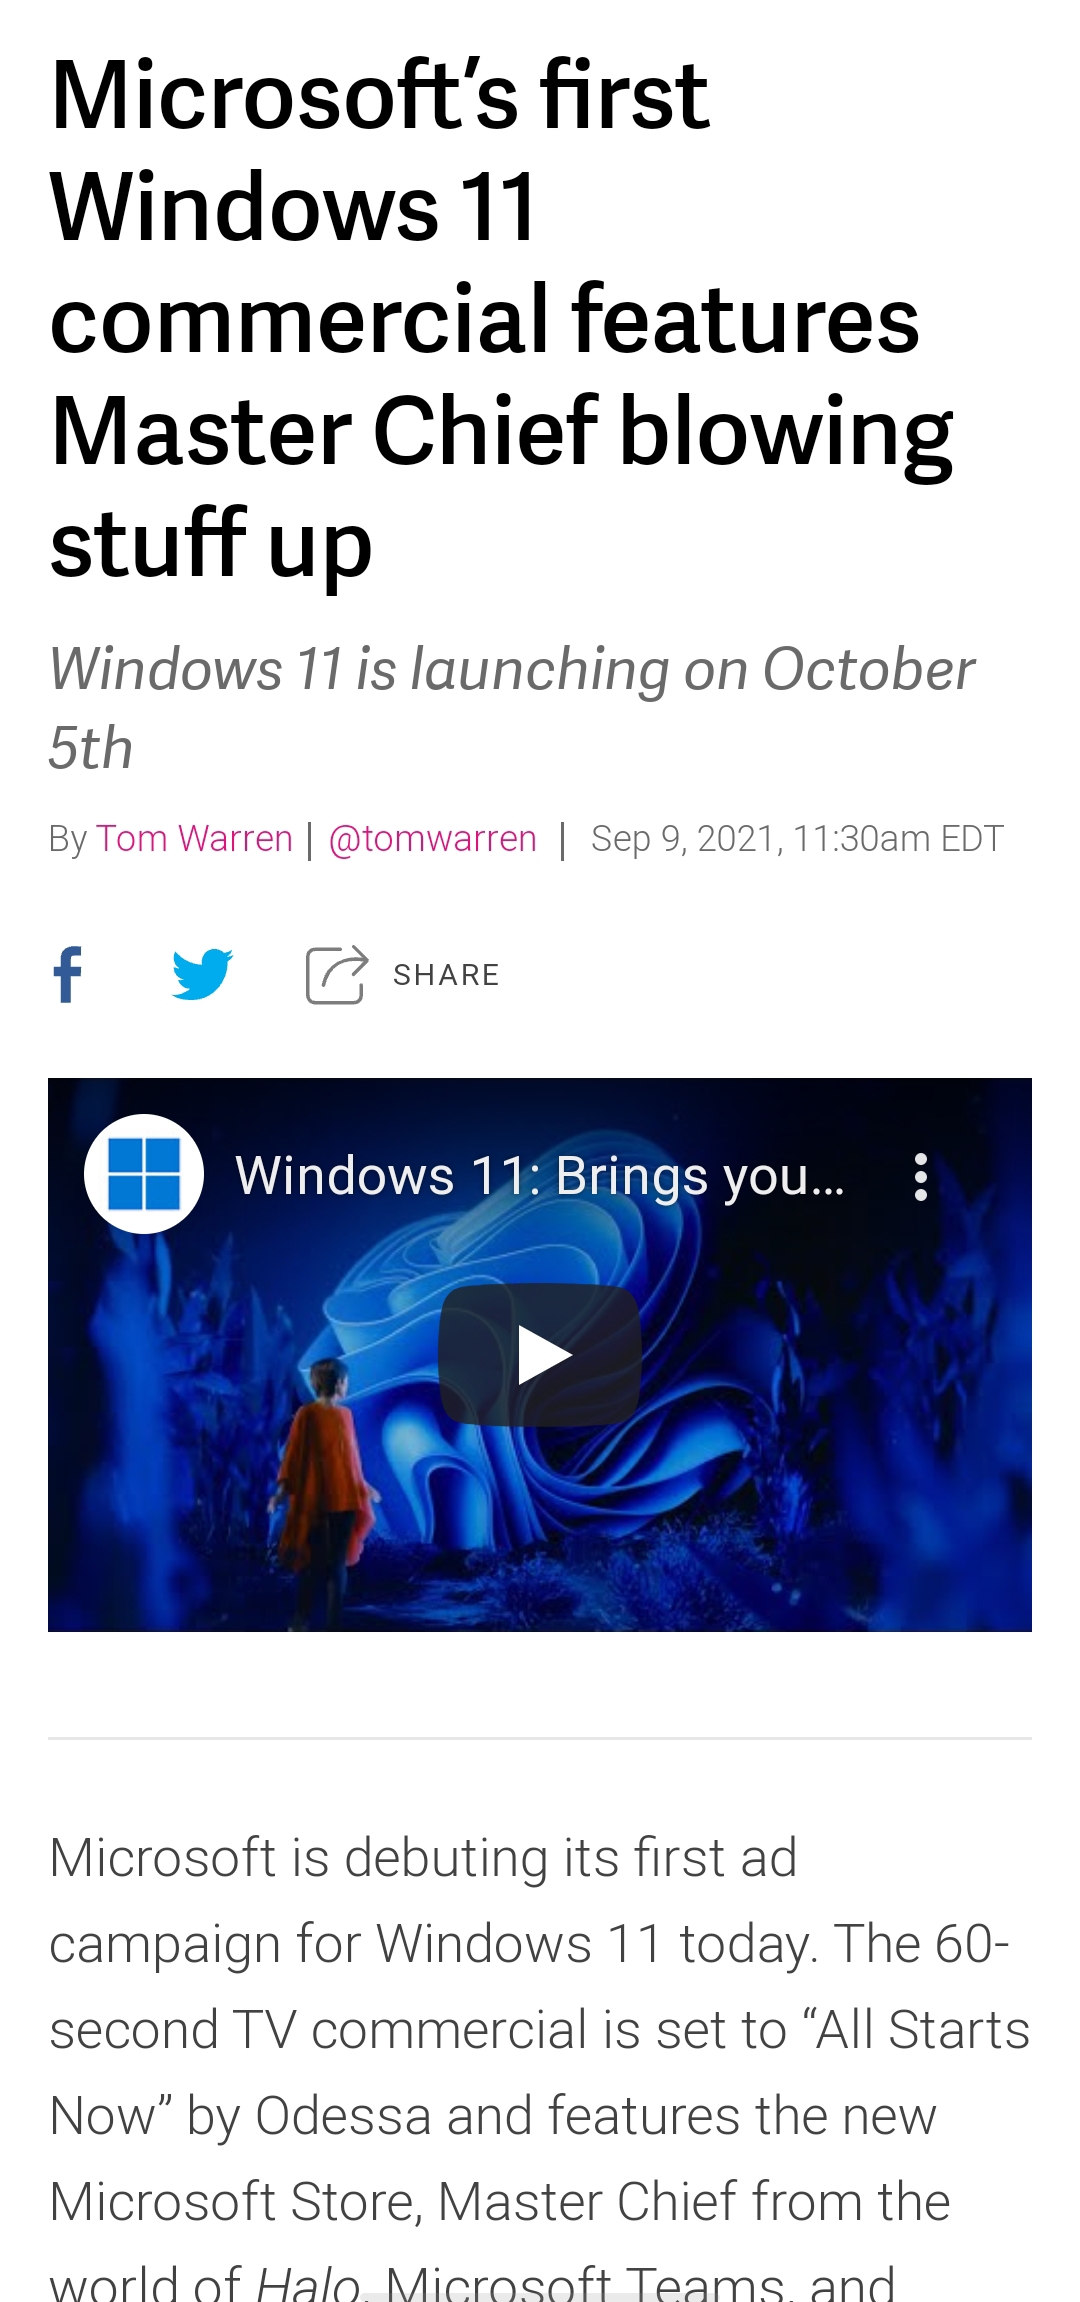 Microsoft’s first
Windows 11
commercial features
Master Chief blowing
stuff up
Windows 11 is launching on October
5th
By Tom Warren | @tomwarren | Sep 9, 2021, 11:30am EDT
SHARE
Windows 11: Brings you...
Microsoft is debuting its first ad
campaign for Windows 11 today. The 60-
second TV commercial is set to “All Starts
Now” by Odessa and features the new
Microsoft Store, Master Chief from the
world of Halo, Microsoft Teams, and